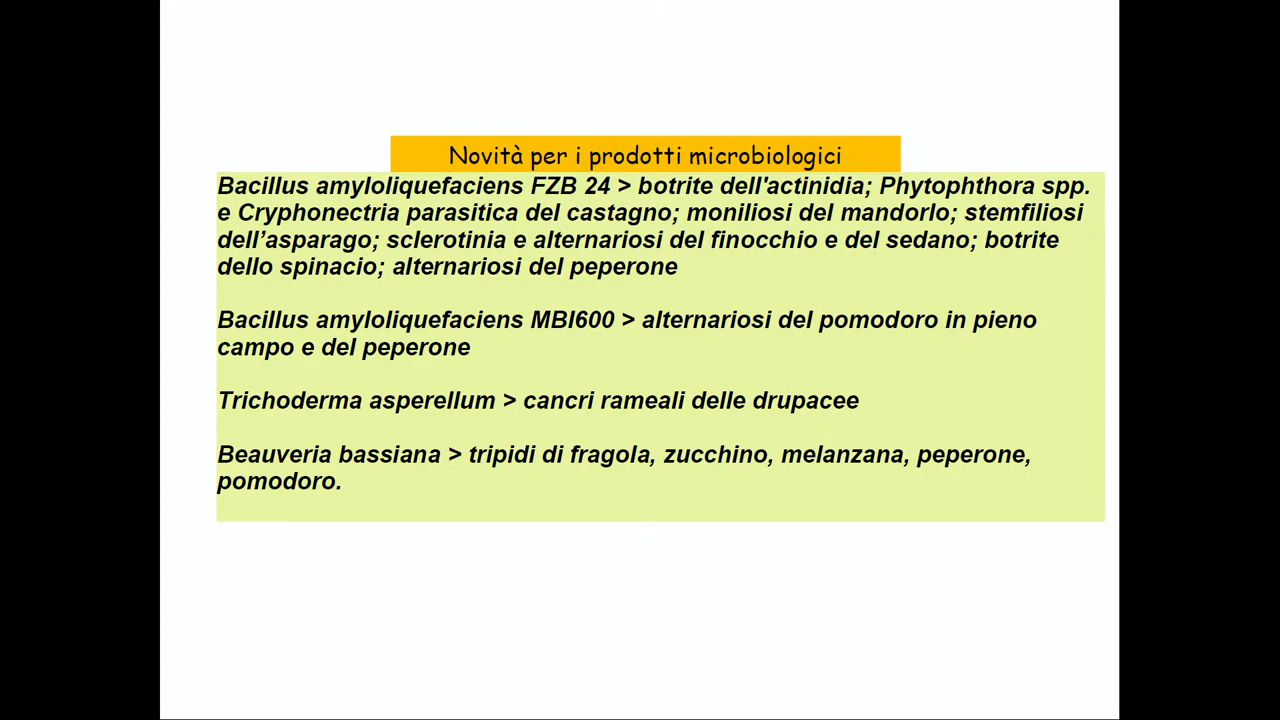 Novità per i prodotti microbiologici
Bacillus amyloliquefaciens FZB 24 > botrite dell'actinidia; Phytophthora spp.
e Cryphonectria parasitica del castagno; moniliosi del mandorlo; stemfiliosi
dell’asparago; sclerotinia e alternariosi del finocchio e del sedano; botrite
dello spinacio; alternariosi del peperone
Bacillus amyloliquefaciens MBI600 > alternariosi del pomodoro in pieno
campo e del peperone
Trichoderma asperellum > cancri rameali delle drupacee
Beauveria bassiana > tripidi di fragola, zucchino, melanzana, peperone,
pomodoro.